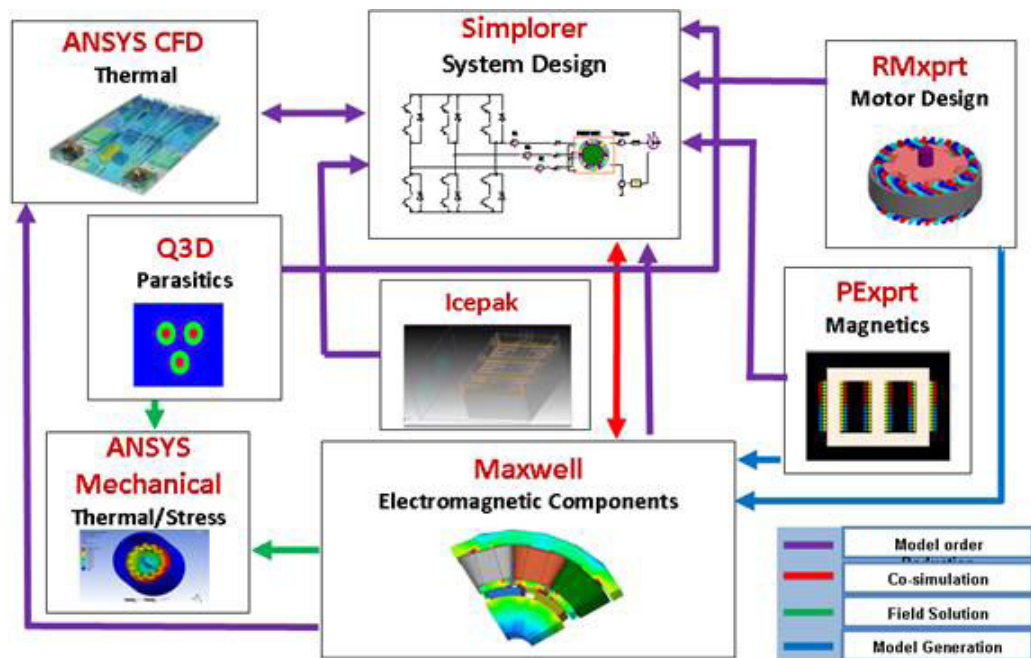 ANSYS CFD
Thermal
Simplorer
System Design
RMxprt
Motor Design
Q3D
Parasitics
Icepak
PExprt
Magnetics
ANSYS
Mechanical
Thermal/Stress
Maxwell
Electromagnetic Components
Model order
Co-simulation
Field Solution
Model Generation